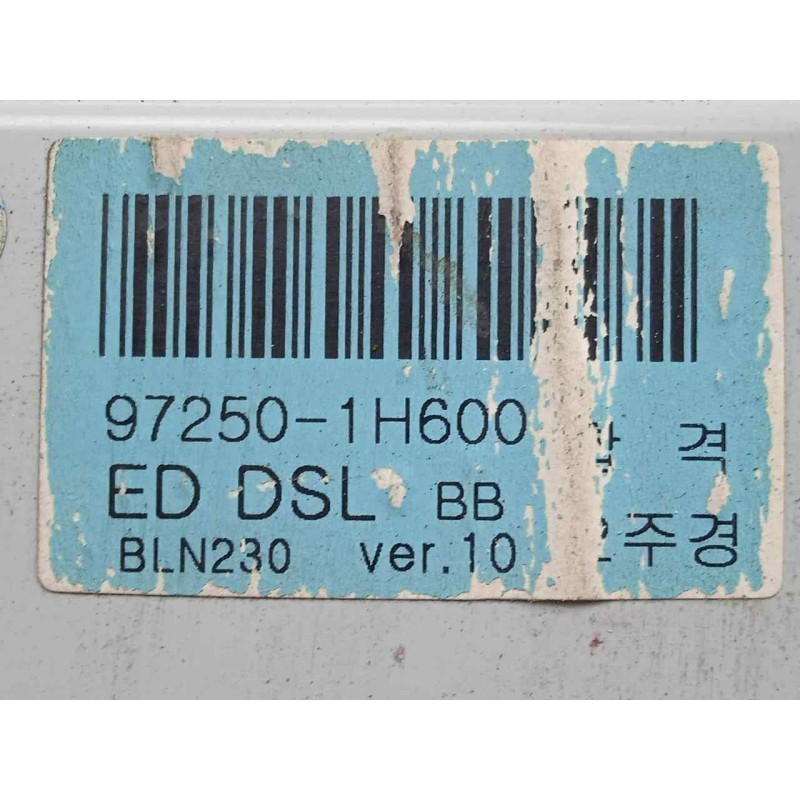 97250-1H600
격
ED DSL BB
BLN230 ver.10
주경